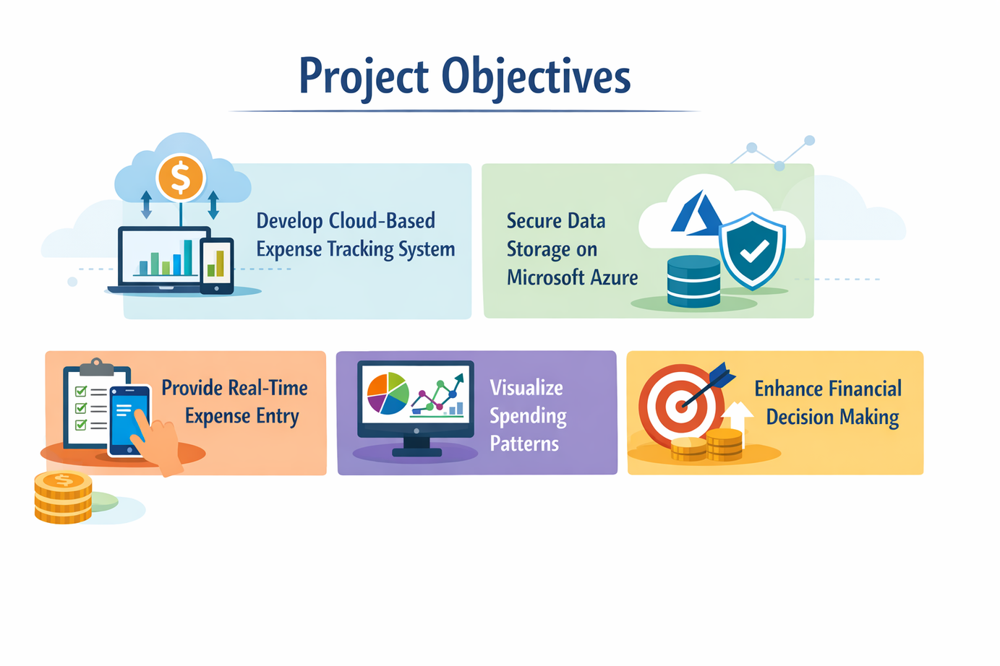 Project Objectives
$
Develop Cloud-Based
Expense Tracking System
Secure Data
Storage on
Microsoft Azure
Provide Real-Time
Expense Entry
Visualize
Spending
Patterns
Enhance Financial
Decision Making
$